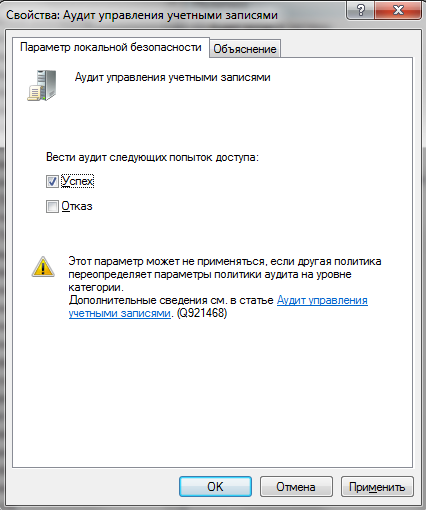 Свойства: Аудит управления учетными записями
Параметр локальной безопасности
Объяснение
Аудит управления учетными записями
Вести аудит следующих попыток доступа:
Успех
Отказ
Этот параметр может не применяться, если другая политика
переопределяет параметры политики аудита на уровне
категории.
Дополнительные сведения см. в статье Аудит управления
учетными записями. (Q921468)
OK
Отмена
Применить